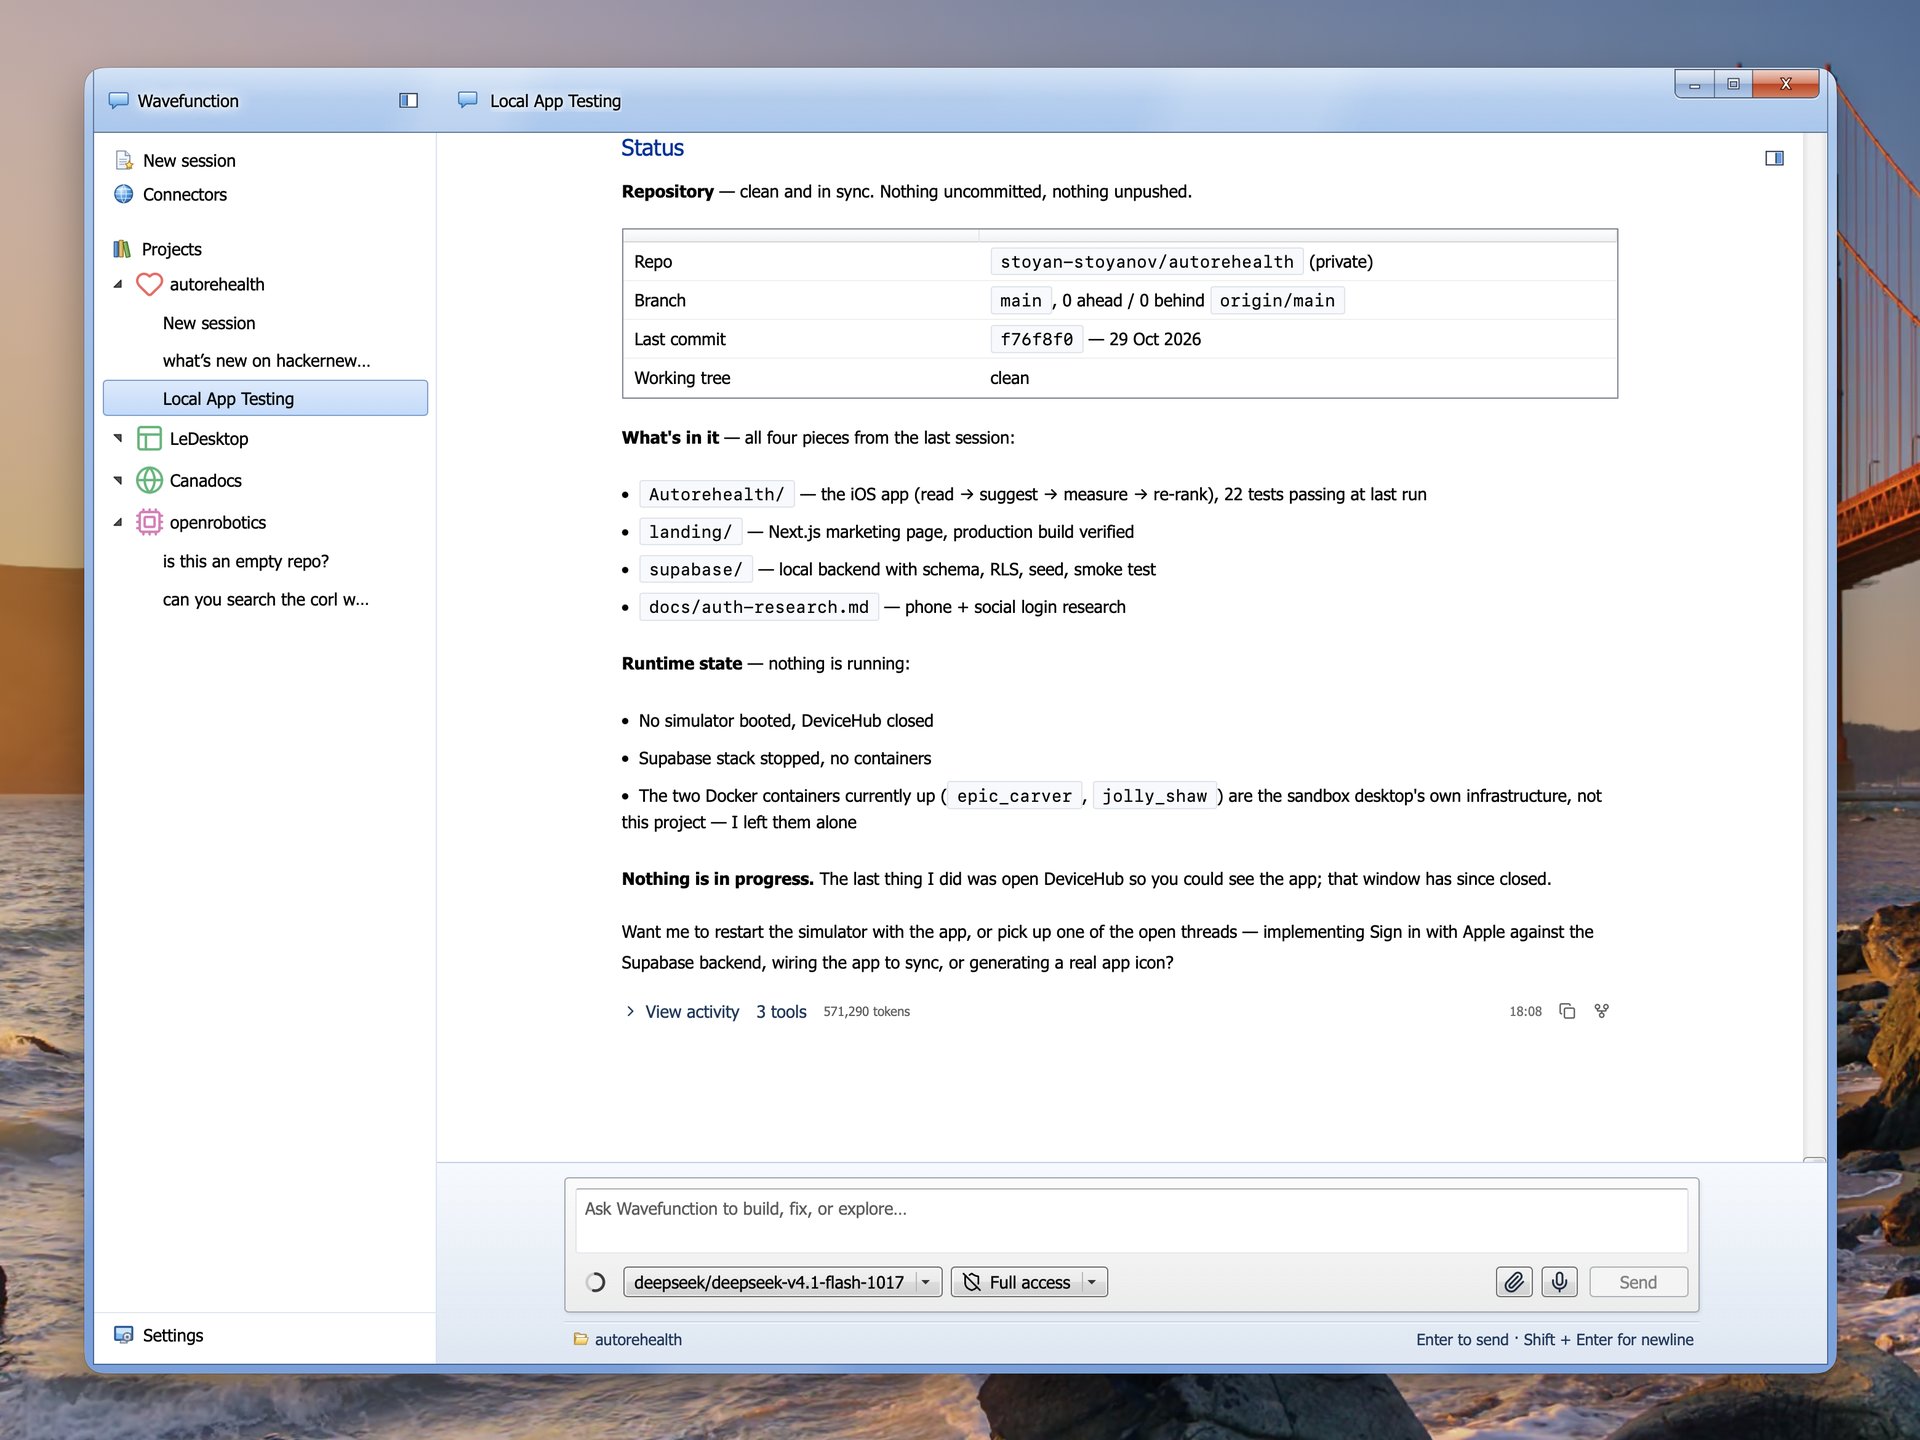 Wavefunction
Local App Testing
X
New session
Connectors
Projects
autorehealth
New session
what's new on hackernew...
Local App Testing
LeDesktop
Canadocs
openrobotics
is this an empty repo?
can you search the corl w...
Settings
Status
Repository — clean and in sync. Nothing uncommitted, nothing unpushed.
Repo stoyan-stoyanov/autorehealth (private)
Branch main , 0 ahead / 0 behind origin/main
Last commit f76f8f0 — 29 Oct 2026
Working tree clean
What's in it — all four pieces from the last session:
• Autorehealth/ — the iOS app (read → suggest → measure → re-rank), 22 tests passing at last run
• landing/ — Next.js marketing page, production build verified
• supabase/ — local backend with schema, RLS, seed, smoke test
• docs/auth-research.md — phone + social login research
Runtime state — nothing is running:
• No simulator booted, DeviceHub closed
• Supabase stack stopped, no containers
• The two Docker containers currently up ( epic_carver , jolly_shaw ) are the sandbox desktop's own infrastructure, not
this project — I left them alone
Nothing is in progress. The last thing I did was open DeviceHub so you could see the app; that window has since closed.
Want me to restart the simulator with the app, or pick up one of the open threads — implementing Sign in with Apple against the
Supabase backend, wiring the app to sync, or generating a real app icon?
View activity 3 tools 571,290 tokens 18:08
Ask Wavefunction to build, fix, or explore...
deepseek/deepseek-v4.1-flash-1017 Full access Send
autorehealth Enter to send · Shift + Enter for newline